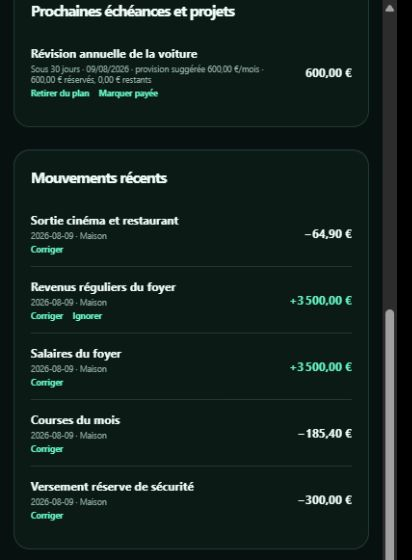 Prochaines échéances et projets
Révision annuelle de la voiture
Sous 30 jours · 09/08/2026 · provision suggérée 600,00 €/mois ·
600,00 € réservés, 0,00 € restants
600,00 €
Retirer du plan Marquer payée
Mouvements récents
Sortie cinéma et restaurant
2026-08-09 · Maison
−64,90 €
Corriger
Revenus réguliers du foyer
2026-08-09 · Maison
+3 500,00 €
Corriger Ignorer
Salaires du foyer
2026-08-09 · Maison
+3 500,00 €
Corriger
Courses du mois
2026-08-09 · Maison
−185,40 €
Corriger
Versement réserve de sécurité
2026-08-09 · Maison
−300,00 €
Corriger